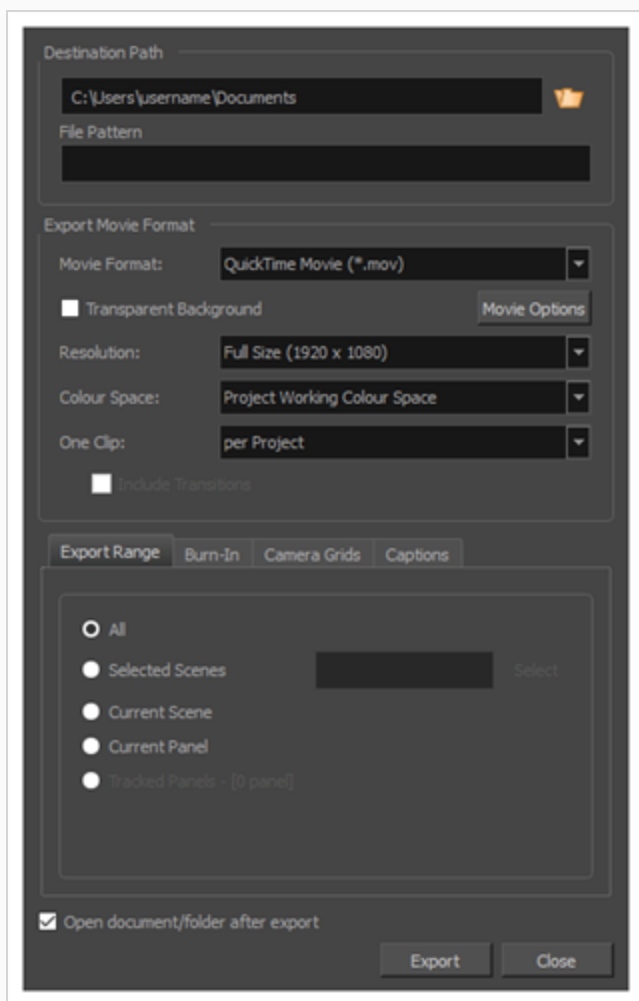 Destination Path
C:\Users\username\Documents
File Pattern
Export Movie Format
Movie Format: QuickTime Movie (*.mov)
Transparent Background Movie Options
Resolution: Full Size (1920 x 1080)
Colour Space: Project Working Colour Space
One Clip: per Project
Include Transitions
Export Range Burn-In Camera Grids Captions
All
Selected Scenes Select
Current Scene
Current Panel
Tracked Panels - [0 panel]
Open document/folder after export
Export Close